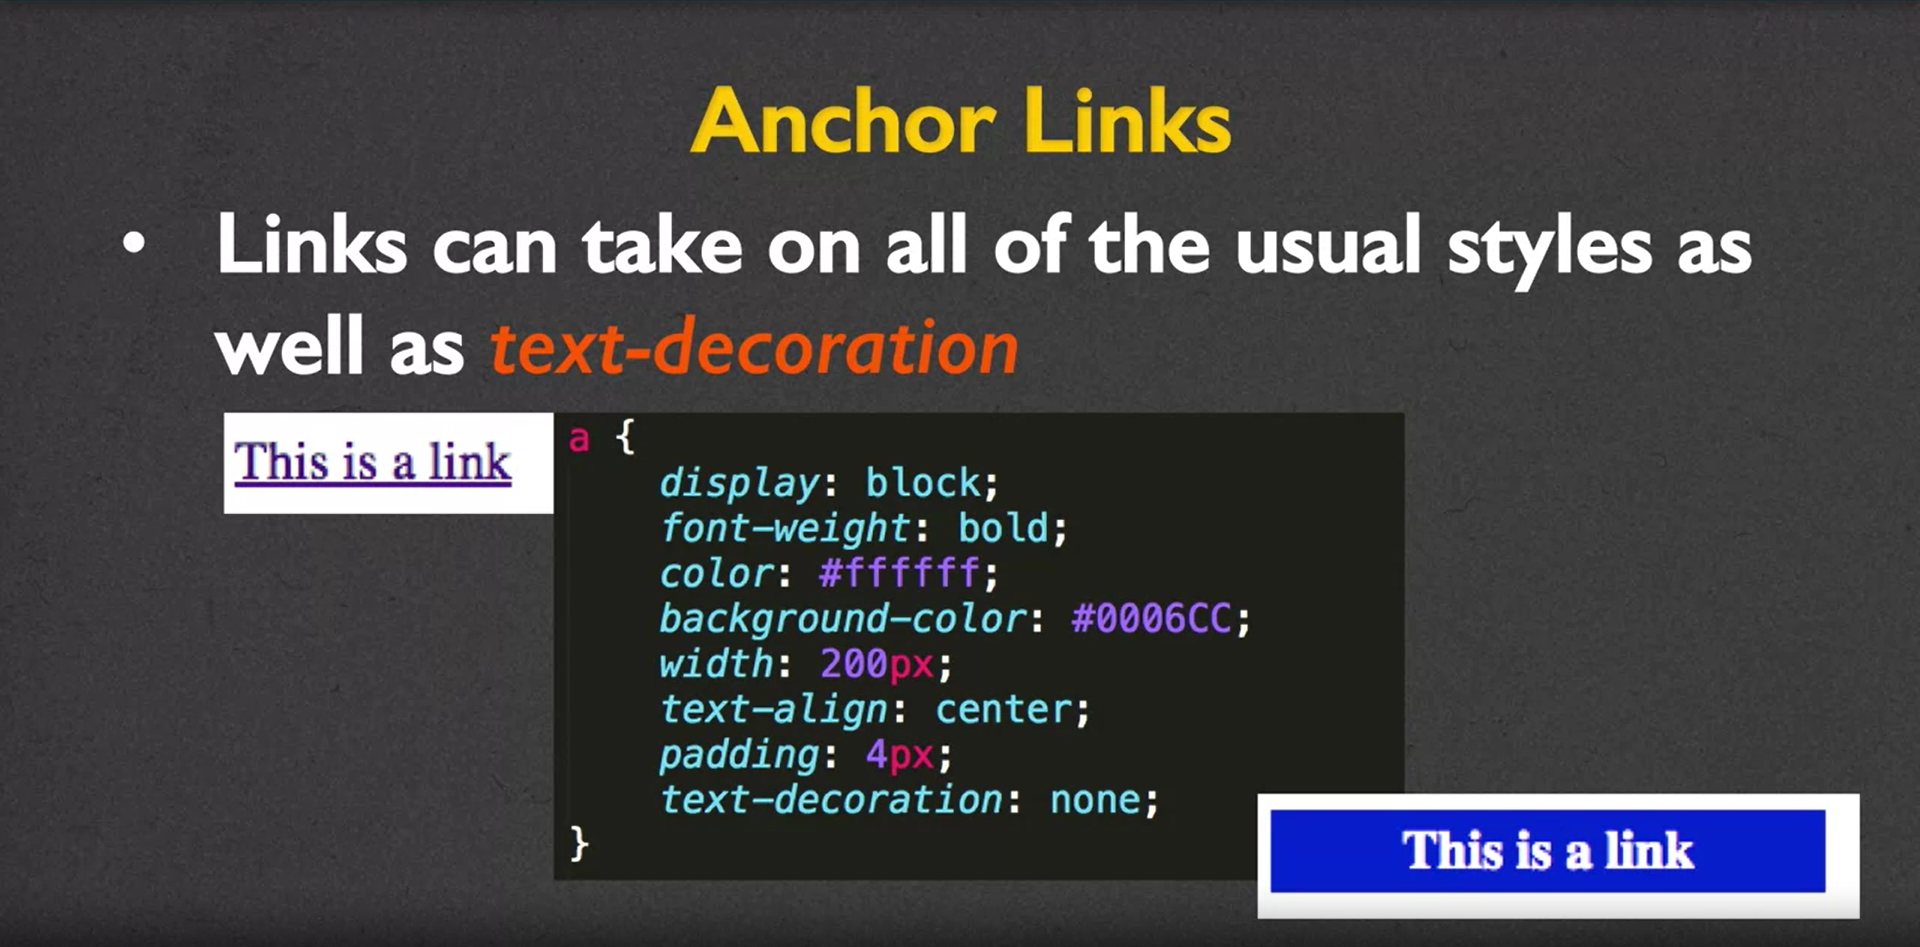 Anchor Links
• Links can take on all of the usual styles as
well as text-decoration
This is a link
a {
display: block;
font-weight: bold;
color: #ffffff;
background-color: #0006CC;
width: 200px;
text-align: center;
padding: 4px;
text-decoration: none;
}
This is a link